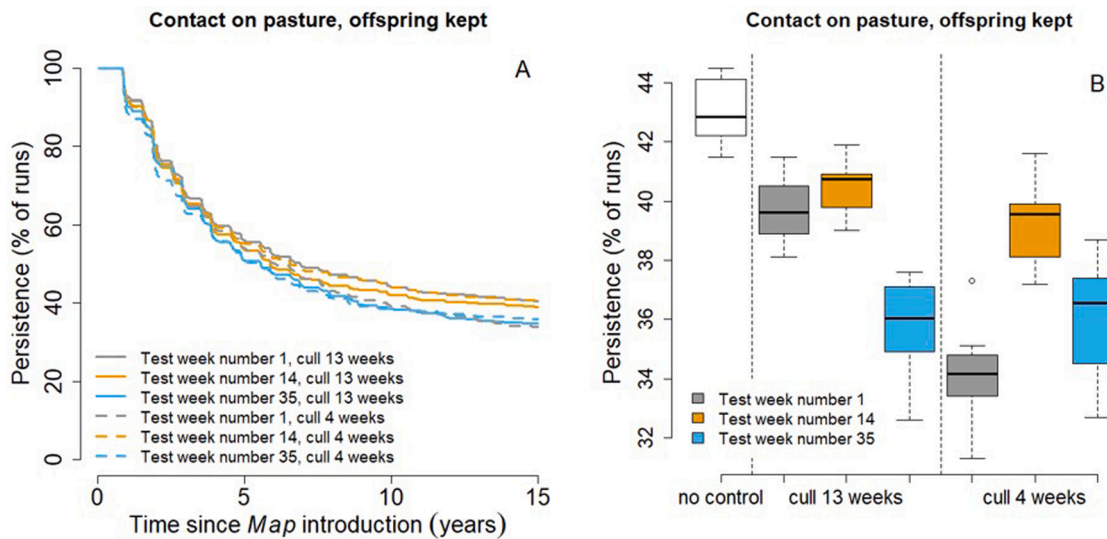 Contact on pasture, offspring kept
A
Persistence (% of runs)
100
80
60
40
20
0
Test week number 1, cull 13 weeks
Test week number 14, cull 13 weeks
Test week number 35, cull 13 weeks
Test week number 1, cull 4 weeks
Test week number 14, cull 4 weeks
Test week number 35, cull 4 weeks
0 5 10 15
Time since Map introduction (years)
Contact on pasture, offspring kept
B
Persistence (% of runs)
44
42
40
38
36
34
32
Test week number 1
Test week number 14
Test week number 35
no control cull 13 weeks cull 4 weeks